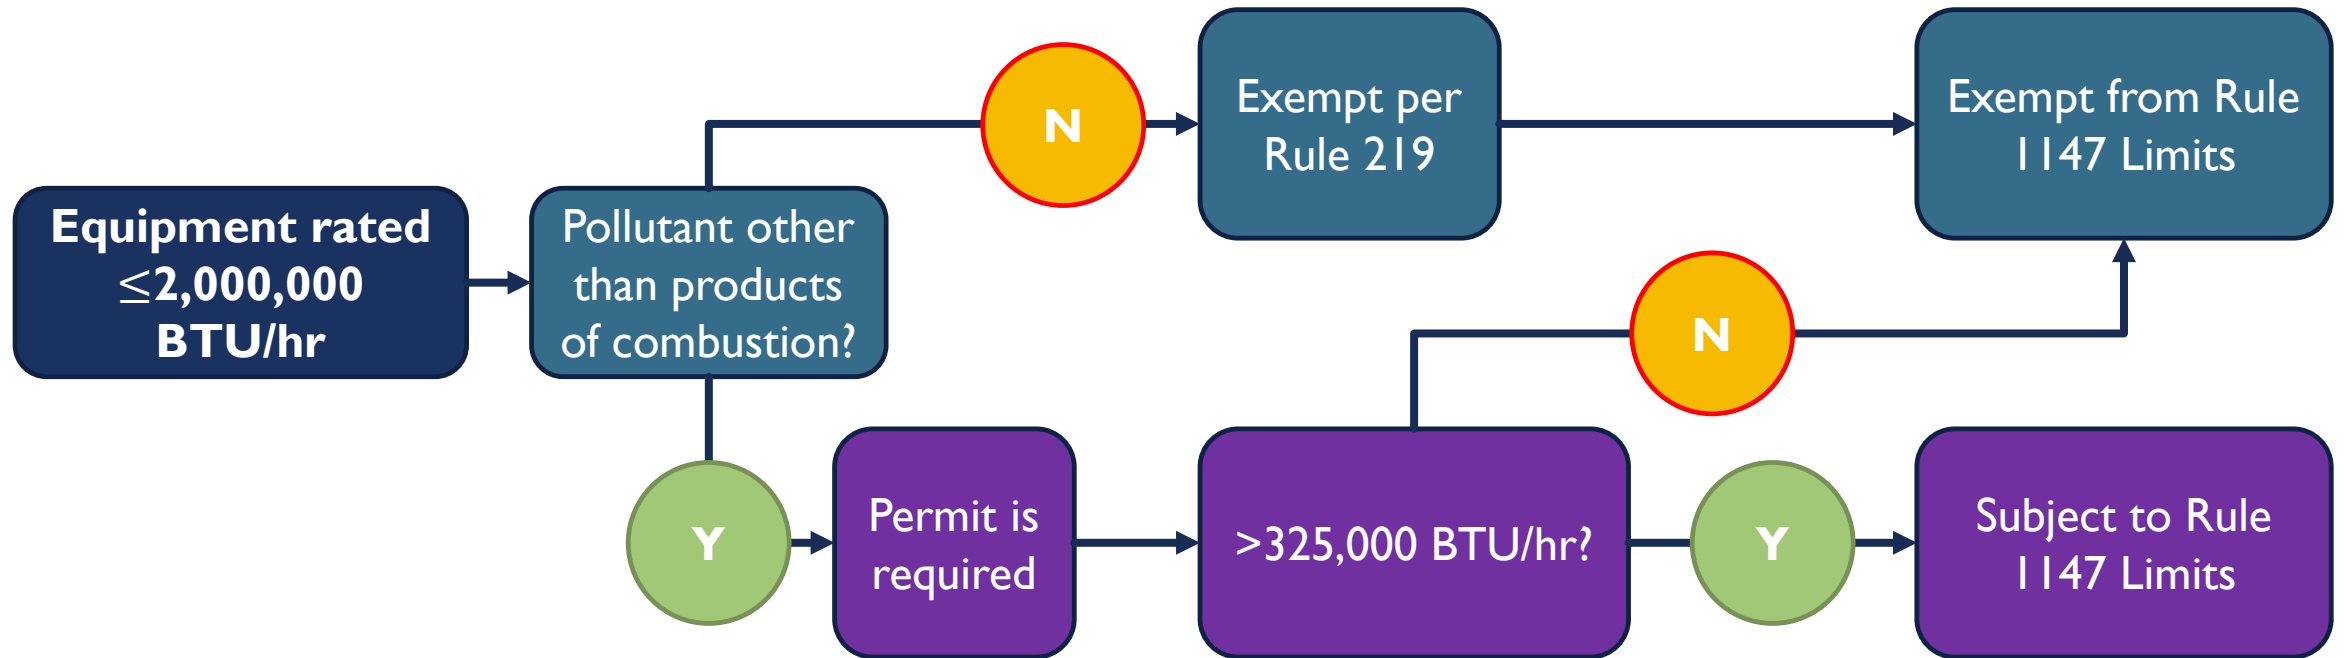 Equipment rated
≤2,000,000
BTU/hr
Pollutant other
than products
of combustion?
N
Exempt per
Rule 219
Exempt from Rule
1147 Limits
Y
Permit is
required
>325,000 BTU/hr?
N
Y
Subject to Rule
1147 Limits